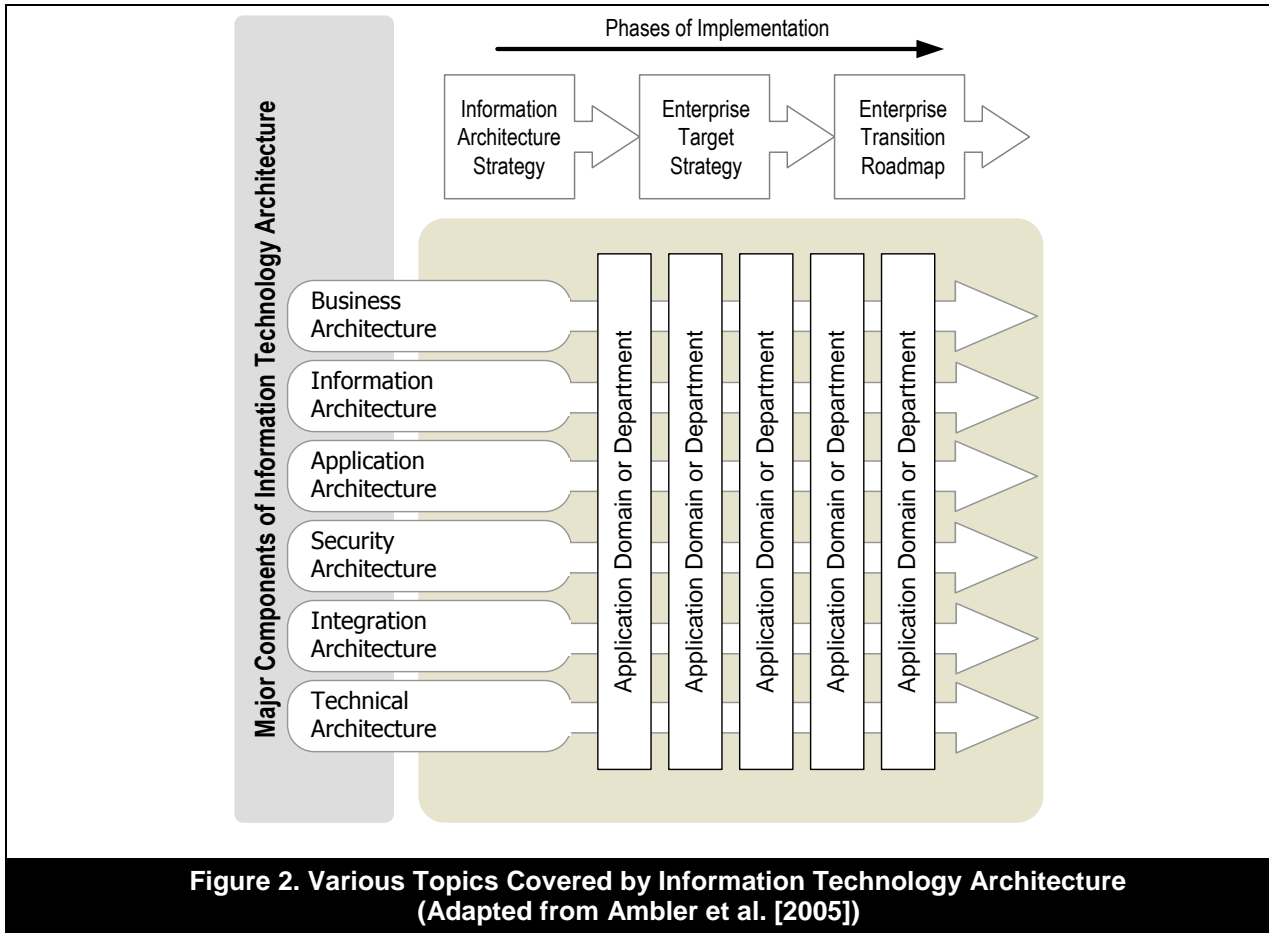 Phases of Implementation
Information
Architecture
Strategy
Enterprise
Target
Strategy
Enterprise
Transition
Roadmap
Major Components of Information Technology Architecture
Business
Architecture
Information
Architecture
Application
Architecture
Security
Architecture
Integration
Architecture
Technical
Architecture
Application Domain or Department
Application Domain or Department
Application Domain or Department
Application Domain or Department
Application Domain or Department
Figure 2. Various Topics Covered by Information Technology Architecture
(Adapted from Ambler et al. [2005])